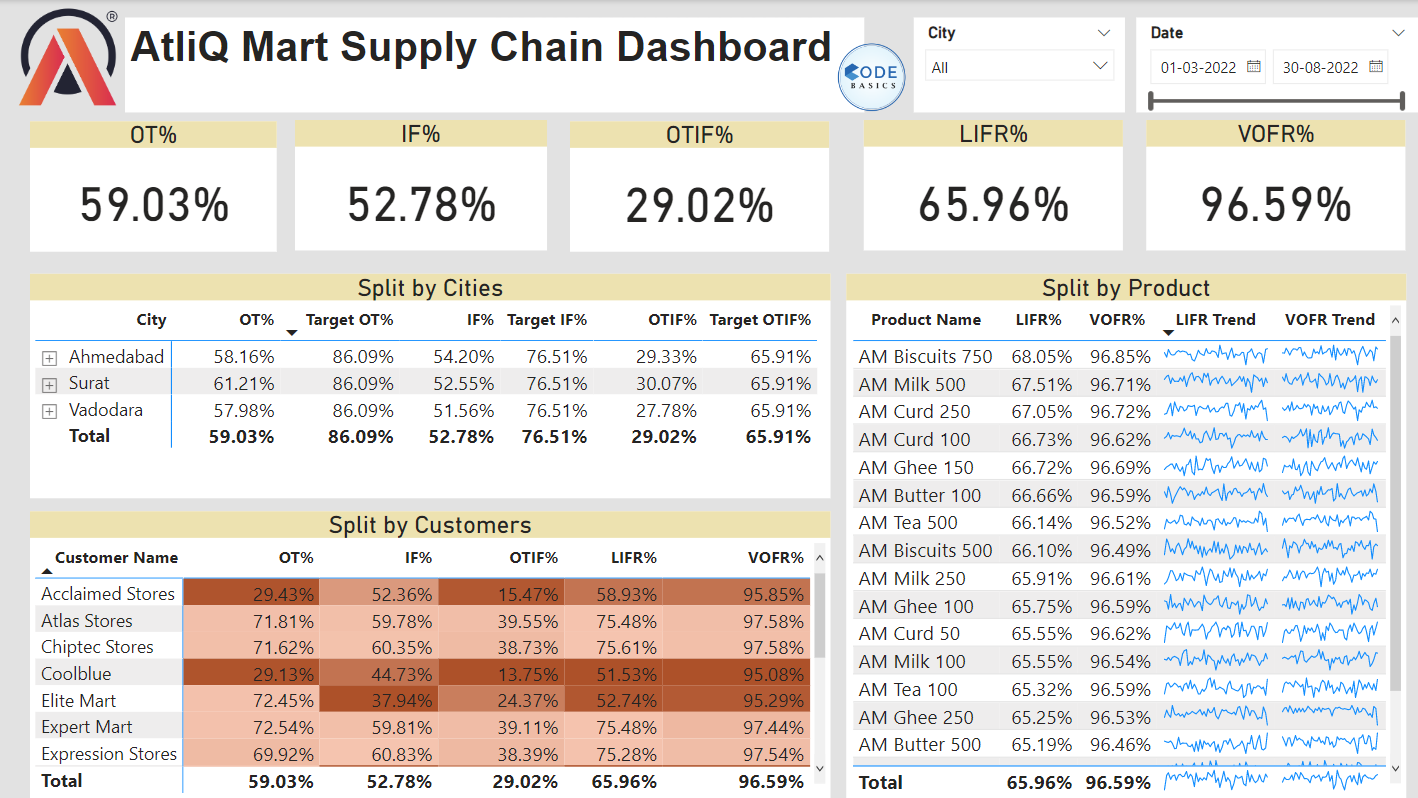 ®
AtliQ Mart Supply Chain Dashboard
CODE
BASICS
City
All
Date
01-03-2022 30-08-2022
OT% IF% OTIF% LIFR% VOFR%
59.03% 52.78% 29.02% 65.96% 96.59%
Split by Cities
City OT% Target OT% IF% Target IF% OTIF% Target OTIF%
Ahmedabad 58.16% 86.09% 54.20% 76.51% 29.33% 65.91%
Surat 61.21% 86.09% 52.55% 76.51% 30.07% 65.91%
Vadodara 57.98% 86.09% 51.56% 76.51% 27.78% 65.91%
Total 59.03% 86.09% 52.78% 76.51% 29.02% 65.91%
Split by Customers
Customer Name OT% IF% OTIF% LIFR% VOFR%
Acclaimed Stores 29.43% 52.36% 15.47% 58.93% 95.85%
Atlas Stores 71.81% 59.78% 39.55% 75.48% 97.58%
Chiptec Stores 71.62% 60.35% 38.73% 75.61% 97.58%
Coolblue 29.13% 44.73% 13.75% 51.53% 95.08%
Elite Mart 72.45% 37.94% 24.37% 52.74% 95.29%
Expert Mart 72.54% 59.81% 39.11% 75.48% 97.44%
Expression Stores 69.92% 60.83% 38.39% 75.28% 97.54%
Total 59.03% 52.78% 29.02% 65.96% 96.59%
Split by Product
Product Name LIFR% VOFR% LIFR Trend VOFR Trend
AM Biscuits 750 68.05% 96.85%
AM Milk 500 67.51% 96.71%
AM Curd 250 67.05% 96.72%
AM Curd 100 66.73% 96.62%
AM Ghee 150 66.72% 96.69%
AM Butter 100 66.66% 96.59%
AM Tea 500 66.14% 96.52%
AM Biscuits 500 66.10% 96.49%
AM Milk 250 65.91% 96.61%
AM Ghee 100 65.75% 96.59%
AM Curd 50 65.55% 96.62%
AM Milk 100 65.55% 96.54%
AM Tea 100 65.32% 96.59%
AM Ghee 250 65.25% 96.53%
AM Butter 500 65.19% 96.46%
Total 65.96% 96.59%